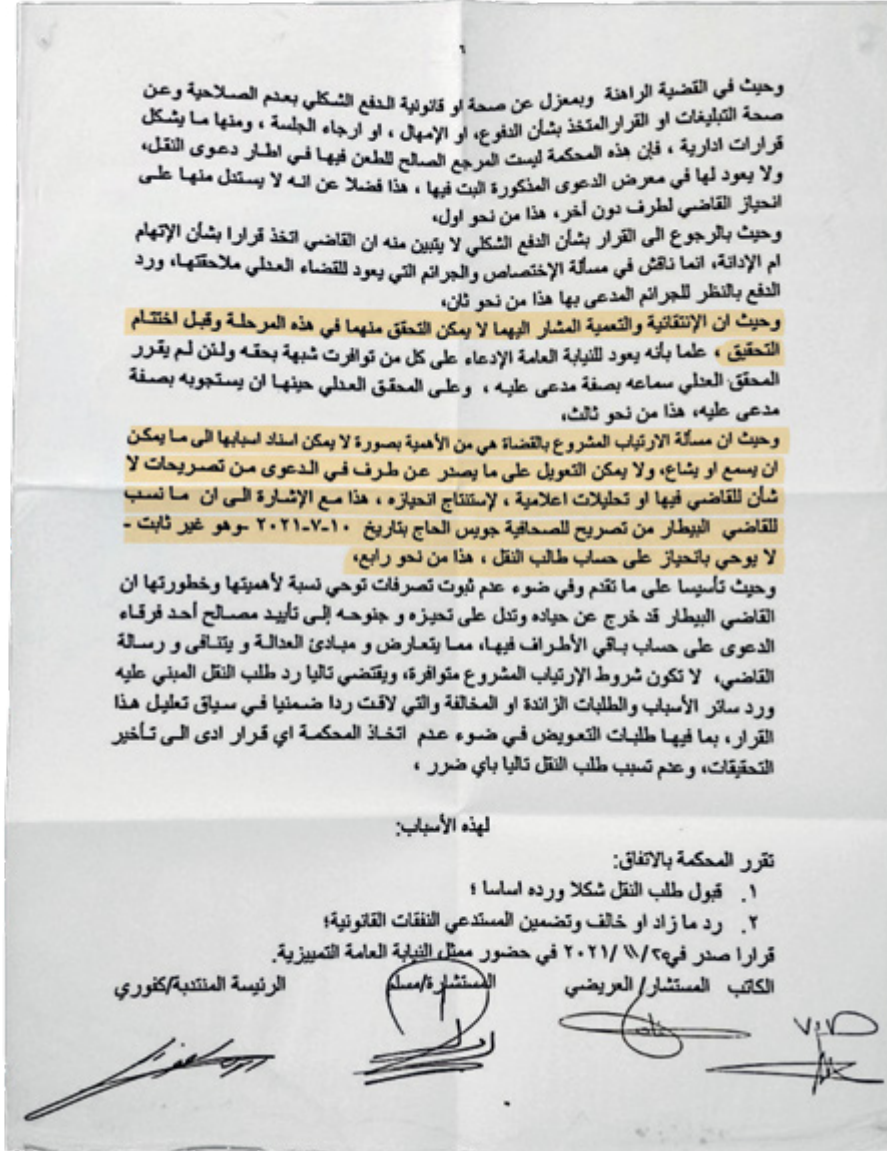 ٦
وحيث في القضية الراهنة وبمعزل عن صحة او قانونية الدفع الشكلي بعدم الصلاحية وعن
صحة التبليغات او القرار المتخذ بشأن الدفوع، او الإمهال ، او ارجاء الجلسة ، ومنها ما يشكل
قرارات ادارية ، فإن هذه المحكمة ليست المرجع الصالح للطعن فيها في اطار دعوى النقل،
ولا يعود لها في معرض الدعوى المذكورة البت فيها ، هذا فضلا عن انه لا يستدل منها على
انحياز القاضي لطرف دون أخر، هذا من نحو اول،
وحيث بالرجوع الى القرار بشأن الدفع الشكلي لا يتبين منه ان القاضي اتخذ قرارا بشأن الإتهام
ام الإدانة، انما ناقش في مسألة الإختصاص والجرائم التي يعود للقضاء العدلي ملاحقتها، ورد
الدفع بالنظر للجرائم المدعى بها هذا من نحو ثان،
وحيث ان الإنتقائية والتعمية المشار اليهما لا يمكن التحقق منهما في هذه المرحلة وقبل اختتام
التحقيق ، علما بأنه يعود للنيابة العامة الإدعاء على كل من توافرت شبهة بحقه ولئن لم يقرر
المحقق العدلي سماعه بصفة مدعى عليه ، وعلى المحقق العدلي حينها ان يستجوبه بصفة
مدعى عليه، هذا من نحو ثالث،
وحيث ان مسألة الارتياب المشروع بالقضاة هي من الأهمية بصورة لا يمكن اسناد اسبابها الى ما يمكن
ان يسمع او يشاع، ولا يمكن التعويل على ما يصدر عن طرف في الدعوى من تصريحات لا
شأن للقاضي فيها او تحليلات اعلامية ، لإستنتاج انحيازه ، هذا مع الإشارة الى ان ما نسب
للقاضي البيطار من تصريح للصحافية جويس الحاج بتاريخ ١٠-٧-٢٠٢١ -وهو غير ثابت -
لا يوحي بانحياز على حساب طالب النقل ، هذا من نحو رابع،
وحيث تأسيسا على ما تقدم وفي ضوء عدم ثبوت تصرفات توحي نسبة لأهميتها وخطورتها ان
القاضي البيطار قد خرج عن حياده وتدل على تحيزه و جنوحه إلى تأييد مصالح أحد فرقاء
الدعوى على حساب باقي الأطراف فيها، مما يتعارض و مبادئ العدالة و يتنافى و رسالة
القاضي، لا تكون شروط الإرتياب المشروع متوافرة، ويقتضي تاليا رد طلب النقل المبني عليه
ورد سائر الأسباب والطلبات الزائدة او المخالفة والتي لاقت ردا ضمنيا في سياق تعليل هذا
القرار، بما فيها طلبات التعويض في ضوء عدم اتخاذ المحكمة اي قرار ادى الى تأخير
التحقيقات، وعدم تسبب طلب النقل تاليا باي ضرر ،
لهذه الأسباب:
تقرر المحكمة بالاتفاق:
١. قبول طلب النقل شكلا ورده اساسا ؛
٢. رد ما زاد او خالف وتضمين المستدعي النفقات القانونية؛
قرارا صدر في /١١/ ٢٠٢١ في حضور ممثل النيابة العامة التمييزية.
الكاتب المستشار/ العريضي المستشارة/مسلم الرئيسة المنتدبة/كفوري